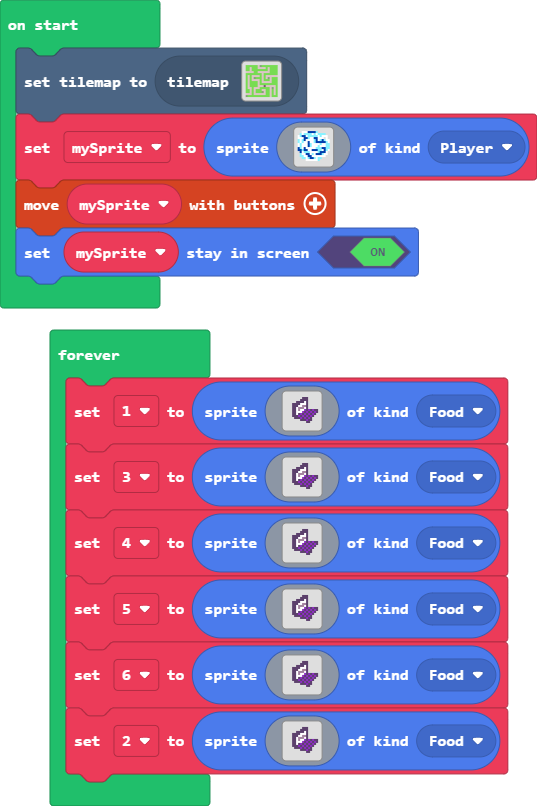 on start
set tilemap to tilemap
set mySprite to sprite of kind Player
move mySprite with buttons
set mySprite stay in screen ON
forever
set 1 to sprite of kind Food
set 3 to sprite of kind Food
set 4 to sprite of kind Food
set 5 to sprite of kind Food
set 6 to sprite of kind Food
set 2 to sprite of kind Food